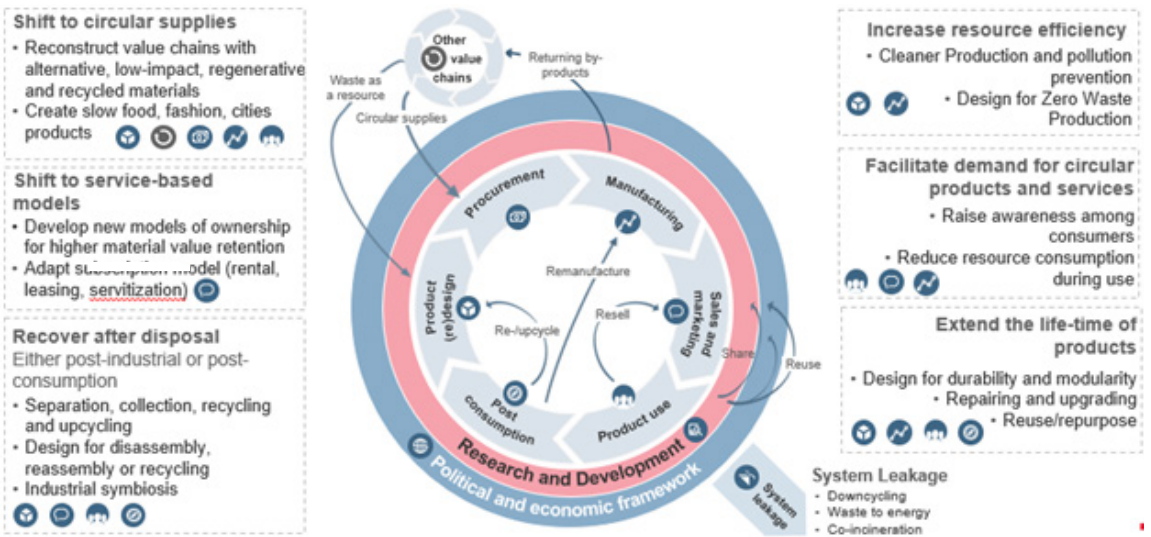 Shift to circular supplies
• Reconstruct value chains with
alternative, low-impact, regenerative
and recycled materials
• Create slow food, fashion, cities
products
Shift to service-based
models
• Develop new models of ownership
for higher material value retention
• Adapt subscription model (rental,
leasing, servitization)
Recover after disposal
Either post-industrial or post-
consumption
• Separation, collection, recycling
and upcycling
• Design for disassembly,
reassembly or recycling
• Industrial symbiosis
Other
value
chains
Returning by-
products
Waste as
a resource
Circular supplies
Procurement
Manufacturing
Remanufacture
Product
(re)design
Re-/upcycle
Resell
Sales and
marketing
Share
Reuse
Post
consumption
Product use
Research and Development
Political and economic framework
System
leakage
Increase resource efficiency
• Cleaner Production and pollution
prevention
• Design for Zero Waste
Production
Facilitate demand for circular
products and services
• Raise awareness among
consumers
• Reduce resource consumption
during use
Extend the life-time of
products
• Design for durability and modularity
• Repairing and upgrading
• Reuse/repurpose
System Leakage
- Downcycling
- Waste to energy
- Co-incineration